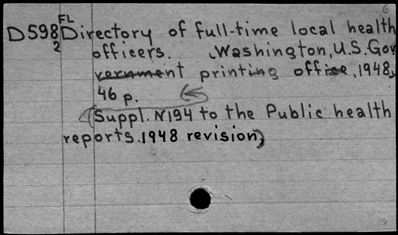 6
FL
D598 Directory of full-time local health
2 officers. Washington, U.S. Gov
vernment printing office, 1948,
46 p.
(Suppl. N194 to the Public health
reports. 1948 revision)